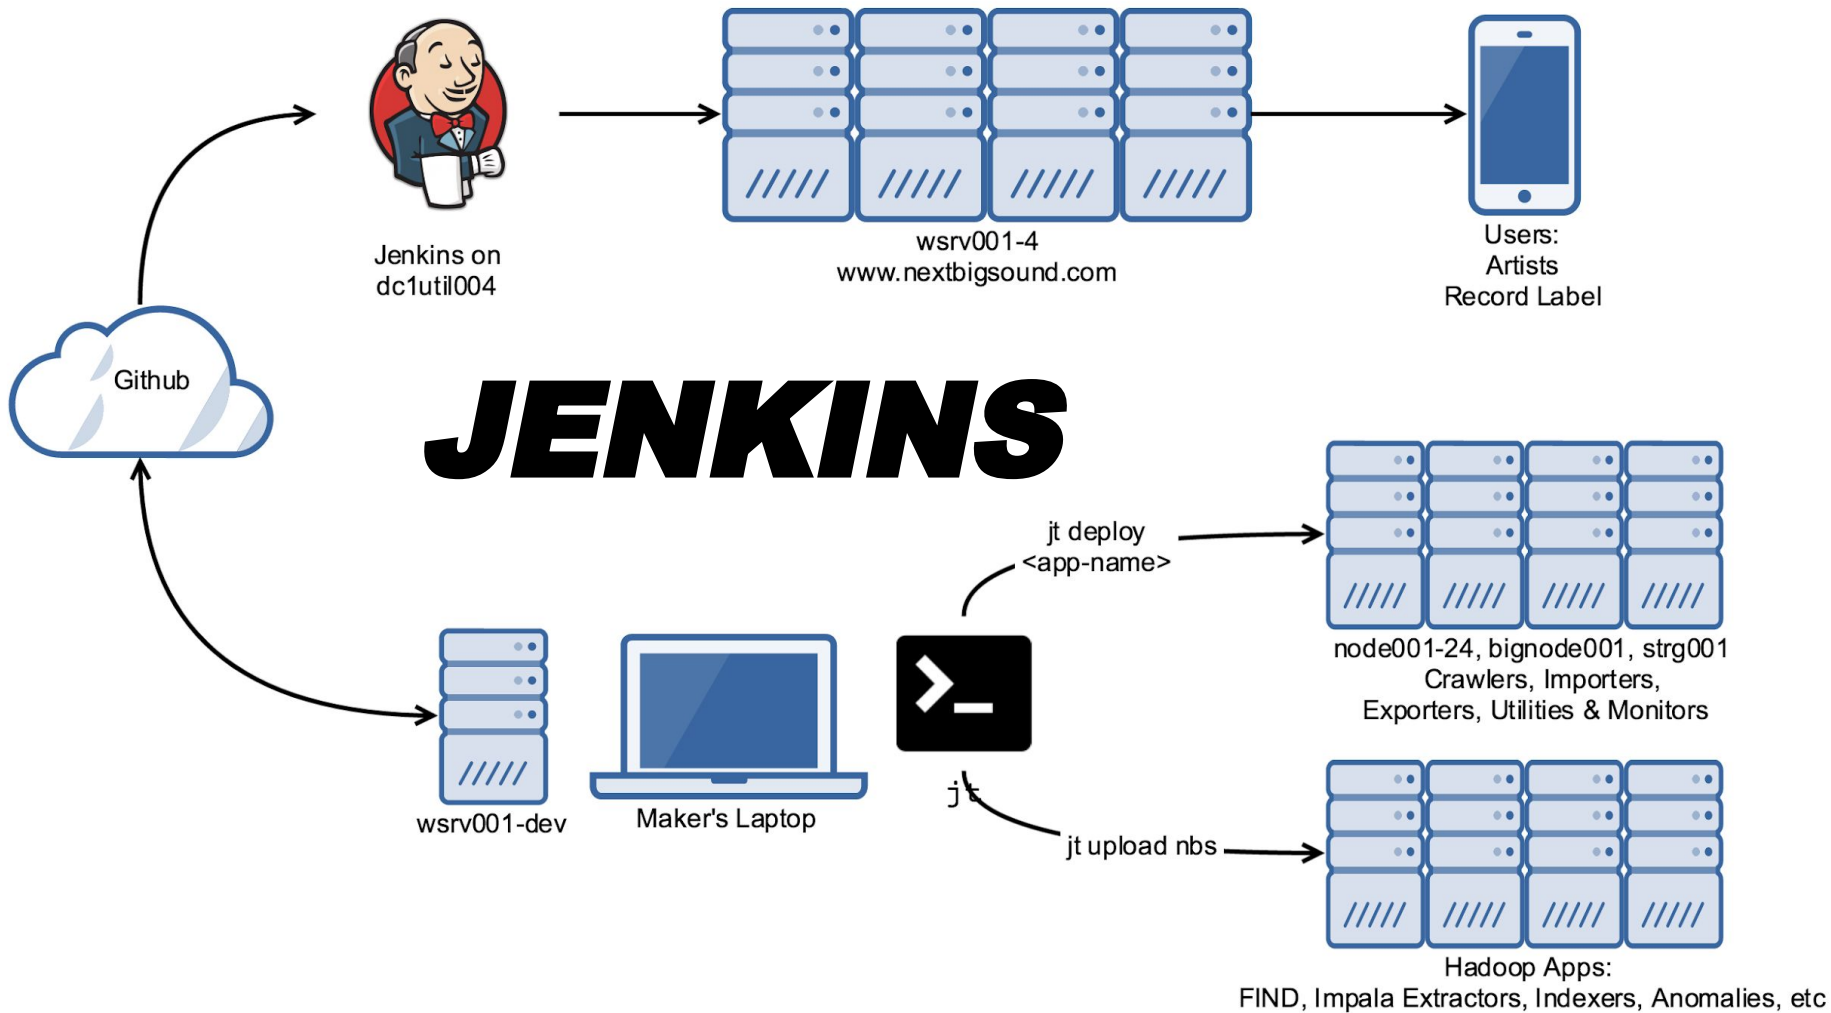 Jenkins on
dc1util004
wsrv001-4
www.nextbigsound.com
Users:
Artists
Record Label
Github
JENKINS
jt deploy
<app-name>
node001-24, bignode001, strg001
Crawlers, Importers,
Exporters, Utilities & Monitors
wsrv001-dev
Maker's Laptop
>_
jt
jt upload nbs
Hadoop Apps:
FIND, Impala Extractors, Indexers, Anomalies, etc